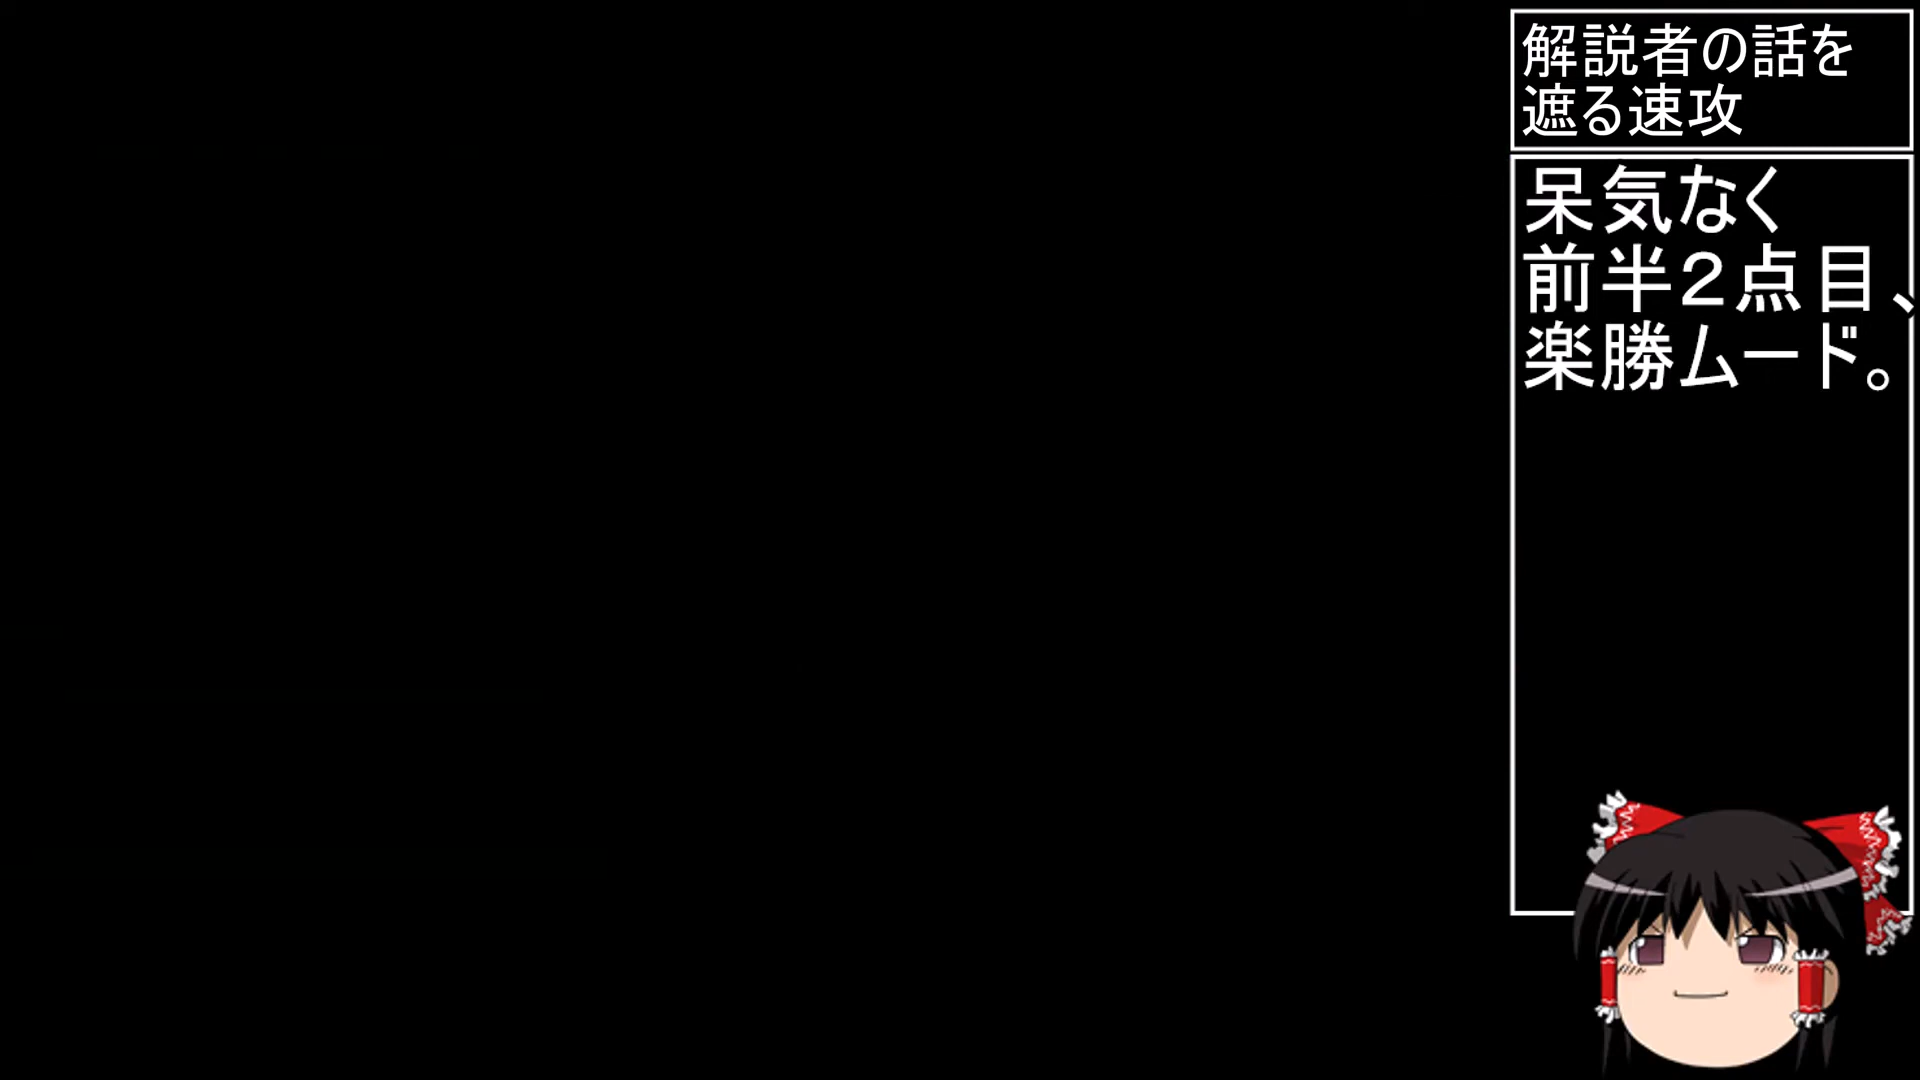 解説者の話を
遮る速攻
呆気なく
前半２点目、
楽勝ムード。